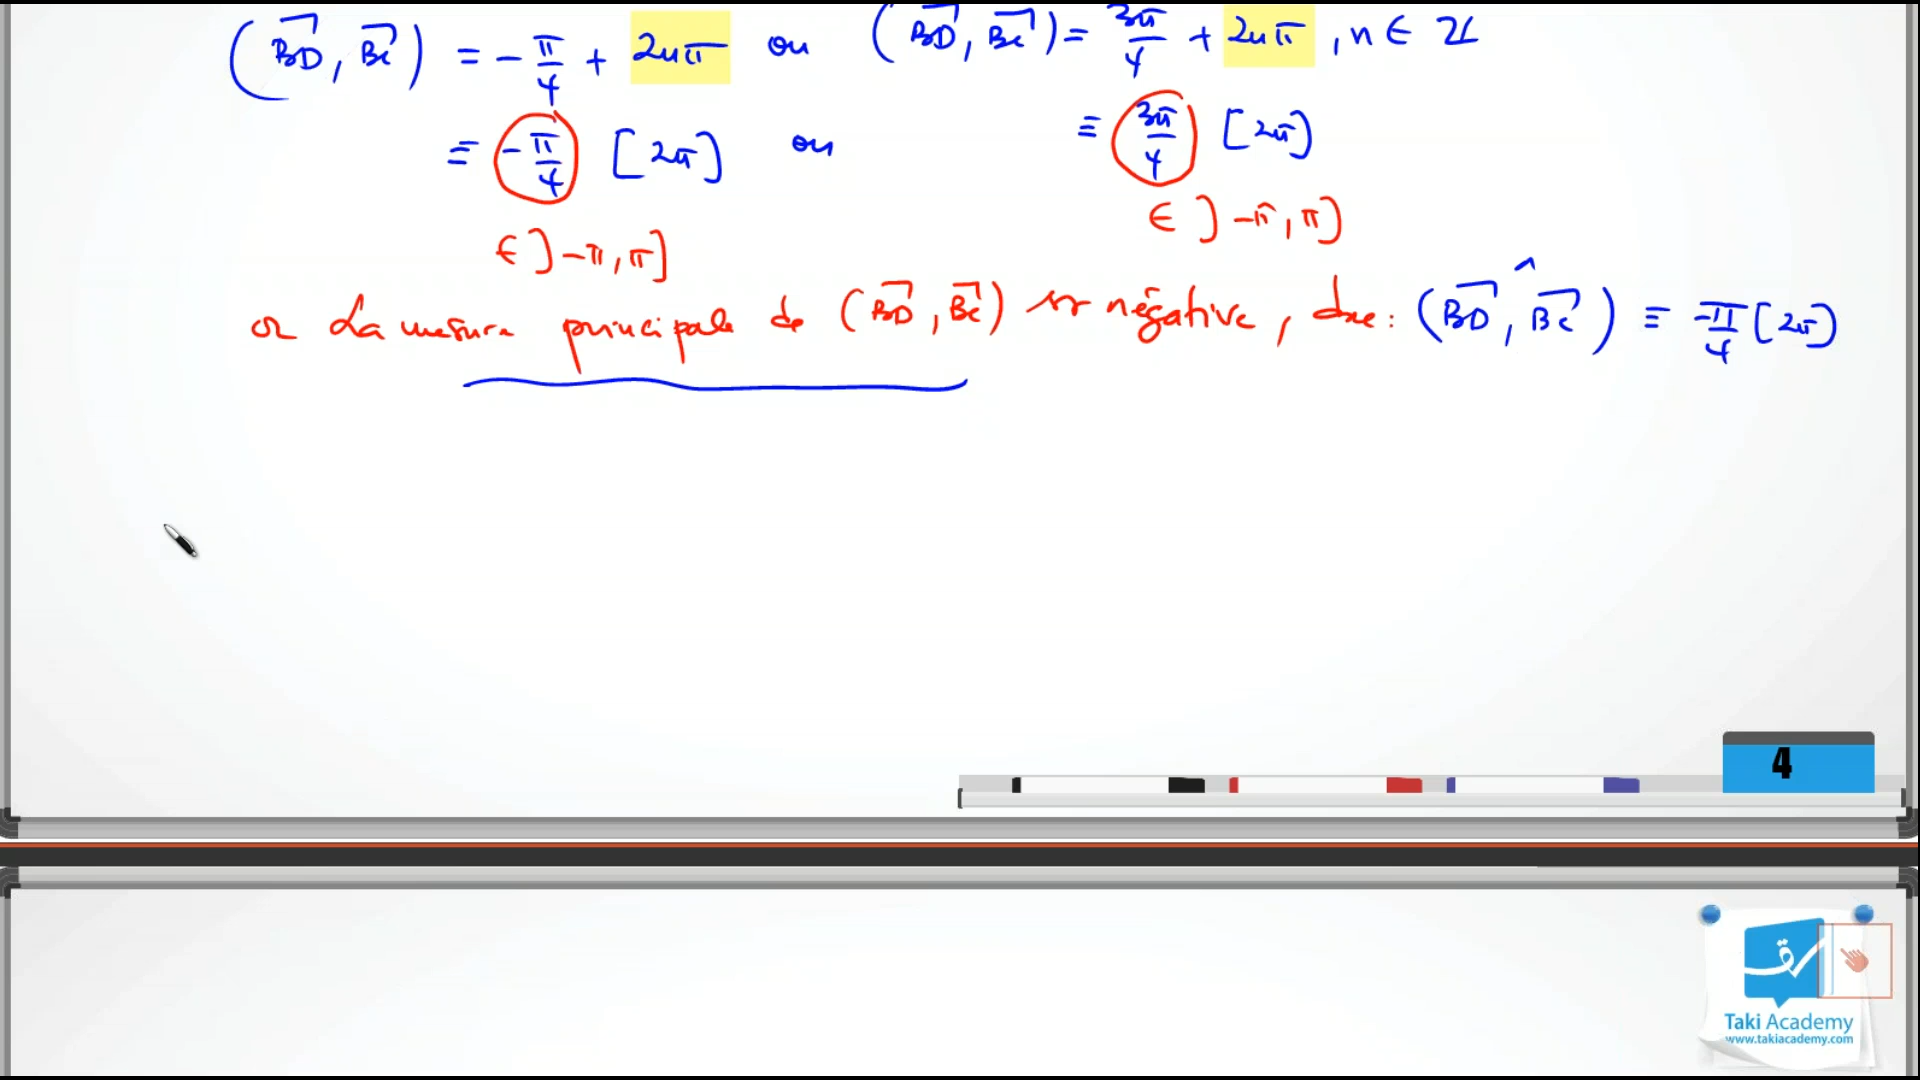 (BD, BC) = - π/4 + 2nπ ou (BD, BC) = 3π/4 + 2nπ , n ∈ ℤ
≡ - π/4 [2π] ou ≡ 3π/4 [2π]
∈ ]-π, π] ∈ ]-π, π]
or La mesure principale de (BD, BC) est négative, donc : (BD, BC) ≡ -π/4 [2π]
4
Taki Academy
www.takiacademy.com